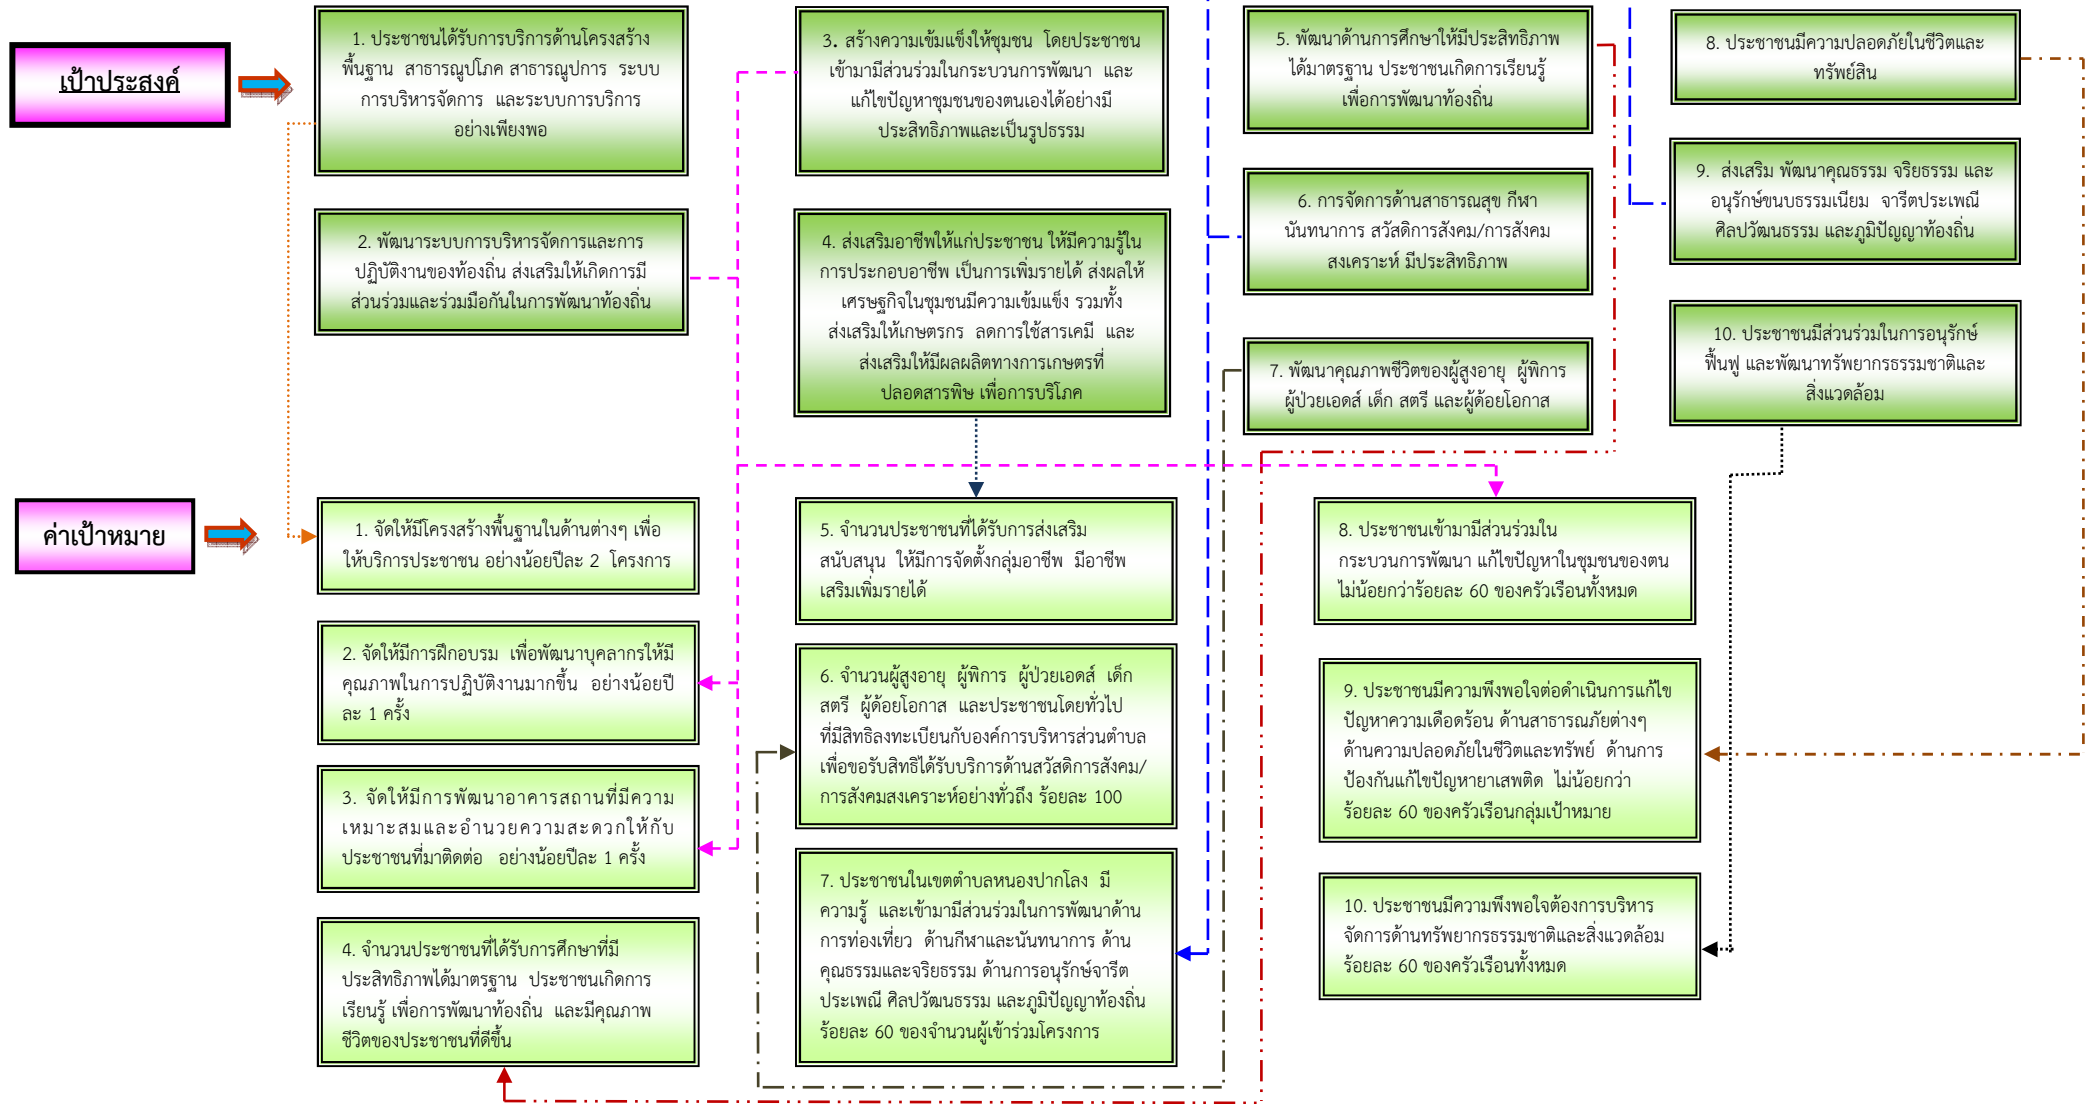 เป้าประสงค์
1. ประชาชนได้รับการบริการด้านโครงสร้าง
พื้นฐาน สาธารณูปโภค สาธารณูปการ ระบบ
การบริหารจัดการ และระบบการบริการ
อย่างเพียงพอ
2. พัฒนาระบบการบริหารจัดการและการ
ปฏิบัติงานของท้องถิ่น ส่งเสริมให้เกิดการมี
ส่วนร่วมและร่วมมือกันในการพัฒนาท้องถิ่น
3. สร้างความเข้มแข็งให้ชุมชน โดยประชาชน
เข้ามามีส่วนร่วมในกระบวนการพัฒนา และ
แก้ไขปัญหาชุมชนของตนเองได้อย่างมี
ประสิทธิภาพและเป็นรูปธรรม
4. ส่งเสริมอาชีพให้แก่ประชาชน ให้มีความรู้ใน
การประกอบอาชีพ เป็นการเพิ่มรายได้ ส่งผลให้
เศรษฐกิจในชุมชนมีความเข้มแข็ง รวมทั้ง
ส่งเสริมให้เกษตรกร ลดการใช้สารเคมี และ
ส่งเสริมให้มีผลผลิตทางการเกษตรที่
ปลอดสารพิษ เพื่อการบริโภค
5. พัฒนาด้านการศึกษาให้มีประสิทธิภาพ
ได้มาตรฐาน ประชาชนเกิดการเรียนรู้
เพื่อการพัฒนาท้องถิ่น
6. การจัดการด้านสาธารณสุข กีฬา
นันทนาการ สวัสดิการสังคม/การสังคม
สงเคราะห์ มีประสิทธิภาพ
7. พัฒนาคุณภาพชีวิตของผู้สูงอายุ ผู้พิการ
ผู้ป่วยเอดส์ เด็ก สตรี และผู้ด้อยโอกาส
8. ประชาชนมีความปลอดภัยในชีวิตและ
ทรัพย์สิน
9. ส่งเสริม พัฒนาคุณธรรม จริยธรรม และ
อนุรักษ์ขนบธรรมเนียม จารีตประเพณี
ศิลปวัฒนธรรม และภูมิปัญญาท้องถิ่น
10. ประชาชนมีส่วนร่วมในการอนุรักษ์
ฟื้นฟู และพัฒนาทรัพยากรธรรมชาติและ
สิ่งแวดล้อม
ค่าเป้าหมาย
1. จัดให้มีโครงสร้างพื้นฐานในด้านต่างๆ เพื่อ
ให้บริการประชาชน อย่างน้อยปีละ 2 โครงการ
2. จัดให้มีการฝึกอบรม เพื่อพัฒนาบุคลากรให้มี
คุณภาพในการปฏิบัติงานมากขึ้น อย่างน้อยปี
ละ 1 ครั้ง
3. จัดให้มีการพัฒนาอาคารสถานที่มีความ
เหมาะสมและอำนวยความสะดวกให้กับ
ประชาชนที่มาติดต่อ อย่างน้อยปีละ 1 ครั้ง
4. จำนวนประชาชนที่ได้รับการศึกษาที่มี
ประสิทธิภาพได้มาตรฐาน ประชาชนเกิดการ
เรียนรู้ เพื่อการพัฒนาท้องถิ่น และมีคุณภาพ
ชีวิตของประชาชนที่ดีขึ้น
5. จำนวนประชาชนที่ได้รับการส่งเสริม
สนับสนุน ให้มีการจัดตั้งกลุ่มอาชีพ มีอาชีพ
เสริมเพิ่มรายได้
6. จำนวนผู้สูงอายุ ผู้พิการ ผู้ป่วยเอดส์ เด็ก
สตรี ผู้ด้อยโอกาส และประชาชนโดยทั่วไป
ที่มีสิทธิลงทะเบียนกับองค์การบริหารส่วนตำบล
เพื่อขอรับสิทธิได้รับบริการด้านสวัสดิการสังคม/
การสังคมสงเคราะห์อย่างทั่วถึง ร้อยละ 100
7. ประชาชนในเขตตำบลหนองปากโลง มี
ความรู้ และเข้ามามีส่วนร่วมในการพัฒนาด้าน
การท่องเที่ยว ด้านกีฬาและนันทนาการ ด้าน
คุณธรรมและจริยธรรม ด้านการอนุรักษ์จารีต
ประเพณี ศิลปวัฒนธรรม และภูมิปัญญาท้องถิ่น
ร้อยละ 60 ของจำนวนผู้เข้าร่วมโครงการ
8. ประชาชนเข้ามามีส่วนร่วมใน
กระบวนการพัฒนา แก้ไขปัญหาในชุมชนของตน
ไม่น้อยกว่าร้อยละ 60 ของครัวเรือนทั้งหมด
9. ประชาชนมีความพึงพอใจต่อดำเนินการแก้ไข
ปัญหาความเดือดร้อน ด้านสาธารณภัยต่างๆ
ด้านความปลอดภัยในชีวิตและทรัพย์ ด้านการ
ป้องกันแก้ไขปัญหายาเสพติด ไม่น้อยกว่า
ร้อยละ 60 ของครัวเรือนกลุ่มเป้าหมาย
10. ประชาชนมีความพึงพอใจต้องการบริหาร
จัดการด้านทรัพยากรธรรมชาติและสิ่งแวดล้อม
ร้อยละ 60 ของครัวเรือนทั้งหมด